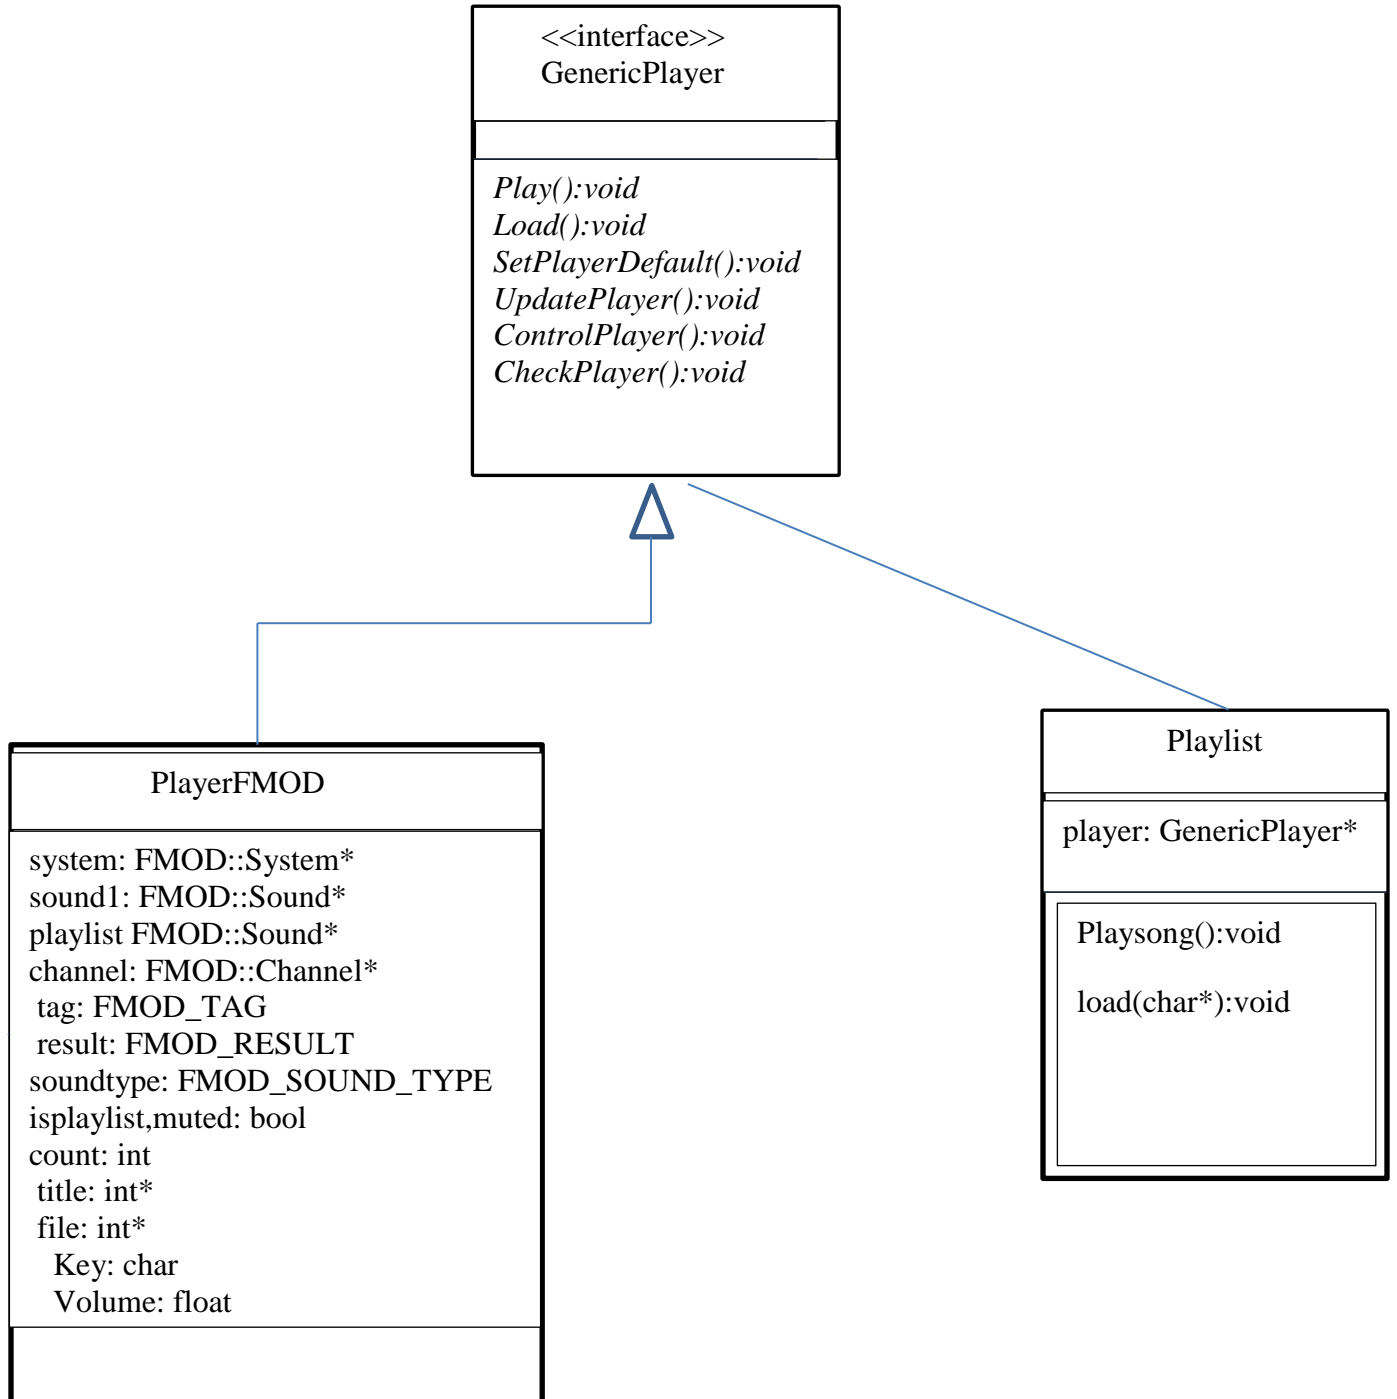 <<interface>>
GenericPlayer
Play():void
Load():void
SetPlayerDefault():void
UpdatePlayer():void
ControlPlayer():void
CheckPlayer():void
PlayerFMOD
system: FMOD::System*
sound1: FMOD::Sound*
playlist FMOD::Sound*
channel: FMOD::Channel*
tag: FMOD_TAG
result: FMOD_RESULT
soundtype: FMOD_SOUND_TYPE
isplaylist,muted: bool
count: int
title: int*
file: int*
Key: char
Volume: float
Playlist
player: GenericPlayer*
Playsong():void
load(char*):void